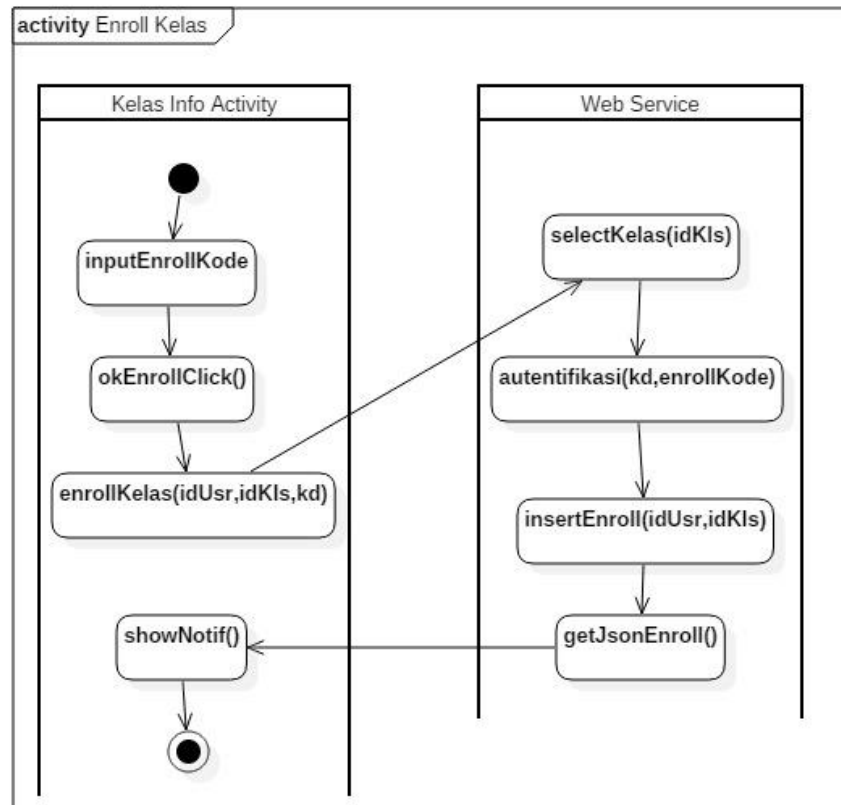 activity Enroll Kelas
Kelas Info Activity
Web Service
inputEnrollKode
okEnrollClick()
enrollKelas(idUsr,idKls,kd)
selectKelas(idKls)
autentifikasi(kd,enrollKode)
insertEnroll(idUsr,idKls)
getJsonEnroll()
showNotif()